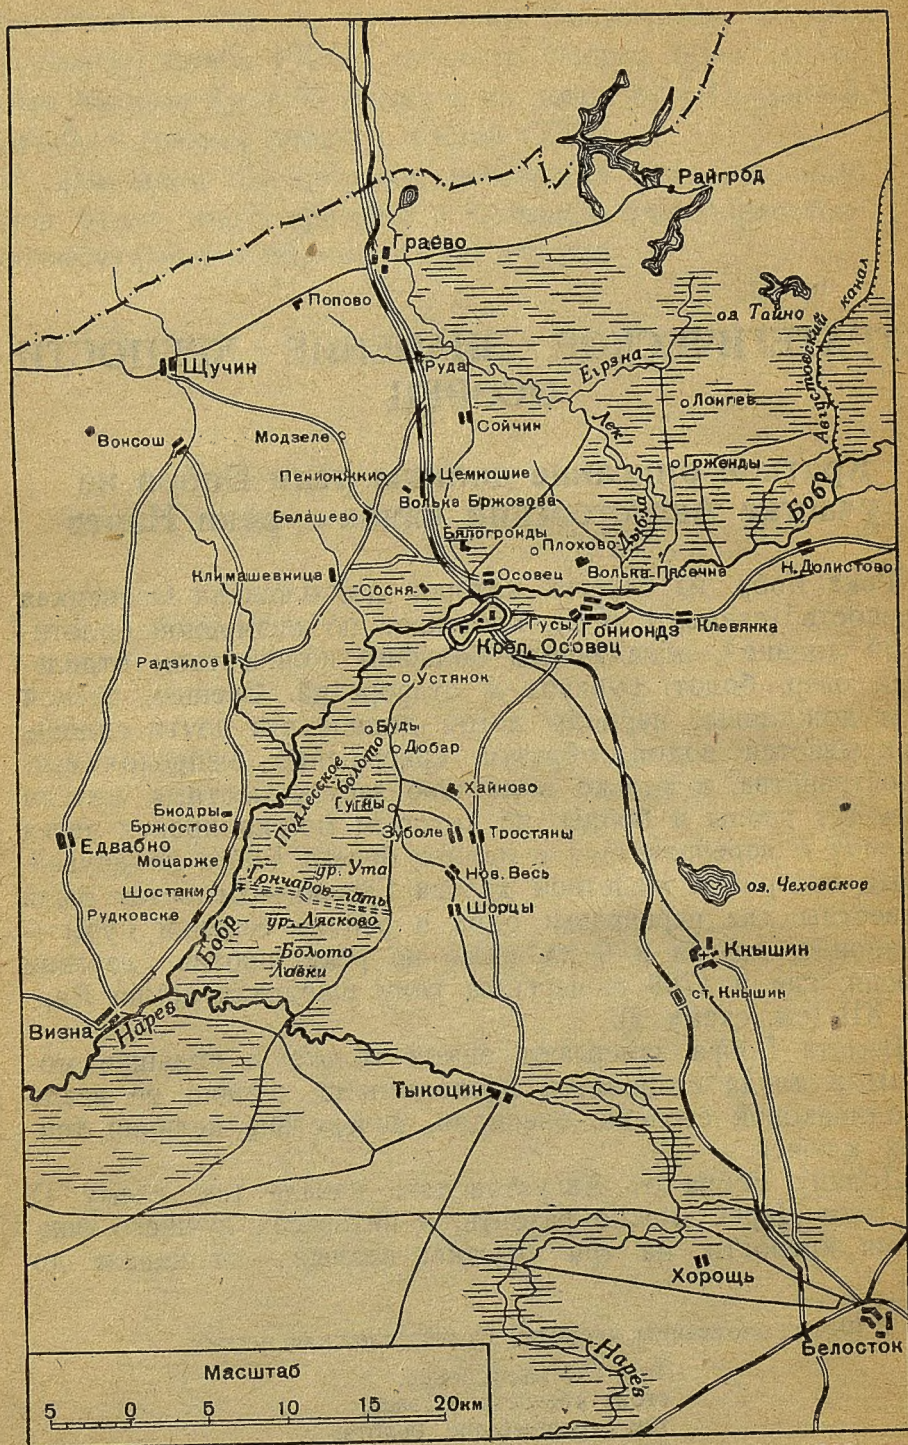 Райгрод
Граево
Попово
оз. Тайно
Августовский канал
Щучин
Руда
Егрзна
Лонгев
Сойчин
Лек
Вонсош
Модзеле
Грженды
Пенионжкио
Цемношие
Бобр
Волька Бржозова
Дыбла
Белашево
Бялогронды
Плохово
Климашевница
Осовец
Волька-Пясечна
Н. Долистово
Сосня
Гусы
Гониондз
Клевянка
Креп. Осовец
Радзилов
Устянок
Буды
Добар
Подлесское
болото
Хайново
Гугны
Биодры
Бржостово
Зуболе
Тростяны
Едвабно
Моцарже
ур. Ута
Нов. Весь
Гончаров. гать
оз. Чеховское
Шостаки
Рудковске
Шорцы
ур. Лясково
Бобр
Болото
Лавки
Кнышин
ст. Кнышин
Визна
Нарев
Тыкоцин
Хорощь
Нарев
Белосток
Масштаб
5 0 5 10 15 20км